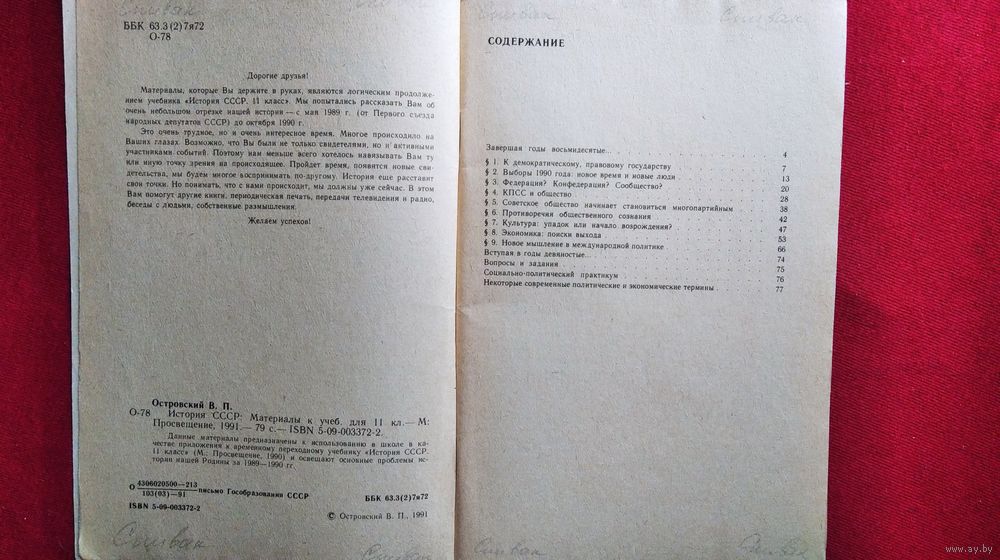 Спивак
ББК 63.3(2)7я72
О-78
Дорогие друзья!
Материалы, которые Вы держите в руках, являются логическим продолже-
нием учебника «История СССР. 11 класс». Мы попытались рассказать Вам об
очень небольшом отрезке нашей истории — с мая 1989 г. (от Первого съезда
народных депутатов СССР) до октября 1990 г.
Это очень трудное, но и очень интересное время. Многое происходило на
Ваших глазах. Возможно, что Вы были не только свидетелями, но и активными
участниками событий. Поэтому нам меньше всего хотелось навязывать Вам ту
или иную точку зрения на происходящее. Пройдет время, появятся новые сви-
детельства, мы будем многое воспринимать по-другому. История еще расставит
свои точки. Но понимать, что с нами происходит, мы должны уже сейчас. В этом
Вам помогут другие книги, периодическая печать, передачи телевидения и радио,
беседы с людьми, собственные размышления.
Желаем успехов!
Островский В. П.
О-78 История СССР: Материалы к учеб. для 11 кл.— М:
Просвещение, 1991.— 79 с.— ISBN 5-09-003372-2.
Данные материалы предназначены к использованию в школе в ка-
честве приложения к временному переходному учебнику «История СССР.
11 класс» (М.: Просвещение, 1990) и освещают основные проблемы ис-
тории нашей Родины за 1989—1990 гг.
О 4306020500—213
103(03)—91 письмо Гособразования СССР ББК 63.3(2)7я72
ISBN 5-09-003372-2
© Островский В. П., 1991
Спивак
Спивак
Спивак
Спивак
СОДЕРЖАНИЕ
Завершая годы восьмидесятые... 4
§ 1. К демократическому, правовому государству 7
§ 2. Выборы 1990 года: новое время и новые люди 13
§ 3. Федерация? Конфедерация? Сообщество? 20
§ 4. КПСС и общество 28
§ 5. Советское общество начинает становиться многопартийным 38
§ 6. Противоречия общественного сознания 42
§ 7. Культура: упадок или начало возрождения? 47
§ 8. Экономика: поиски выхода 53
§ 9. Новое мышление в международной политике 66
Вступая в годы девяностые... 74
Вопросы и задания 75
Социально-политический практикум 76
Некоторые современные политические и экономические термины 77
Спивак
Спивак
www.ay.by